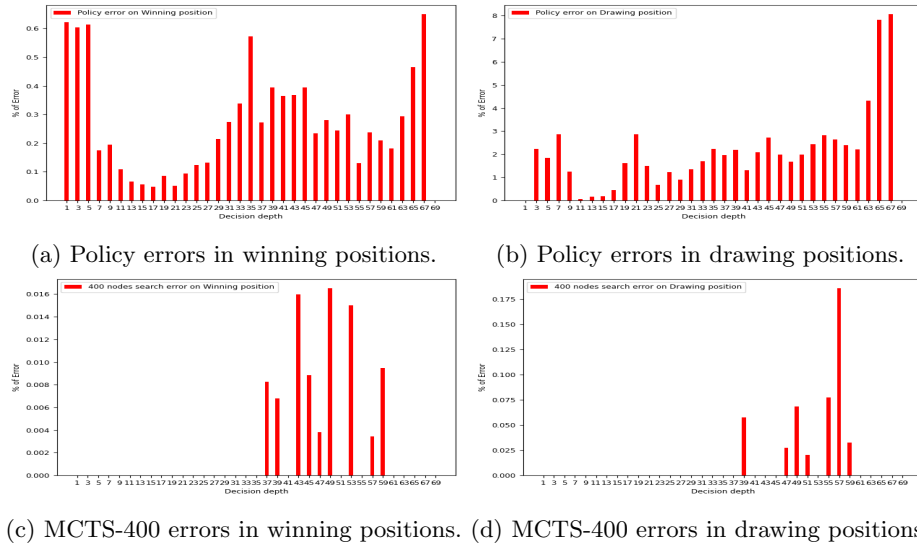 Policy error on Winning position
% of Error
0.6
0.5
0.4
0.3
0.2
0.1
0.0
1 3 5 7 9 11 13 15 17 19 21 23 25 27 29 31 33 35 37 39 41 43 45 47 49 51 53 55 57 59 61 63 65 67 69
Decision depth
(a) Policy errors in winning positions.
Policy error on Drawing position
% of Error
8
7
6
5
4
3
2
1
0
1 3 5 7 9 11 13 15 17 19 21 23 25 27 29 31 33 35 37 39 41 43 45 47 49 51 53 55 57 59 61 63 65 67 69
Decision depth
(b) Policy errors in drawing positions.
400 nodes search error on Winning position
% of Error
0.016
0.014
0.012
0.010
0.008
0.006
0.004
0.002
0.000
1 3 5 7 9 11 13 15 17 19 21 23 25 27 29 31 33 35 37 39 41 43 45 47 49 51 53 55 57 59 61 63 65 67 69
Decision depth
(c) MCTS-400 errors in winning positions.
400 nodes search error on Drawing position
% of Error
0.175
0.150
0.125
0.100
0.075
0.050
0.025
0.000
1 3 5 7 9 11 13 15 17 19 21 23 25 27 29 31 33 35 37 39 41 43 45 47 49 51 53 55 57 59 61 63 65 67 69
Decision depth
(d) MCTS-400 errors in drawing positions